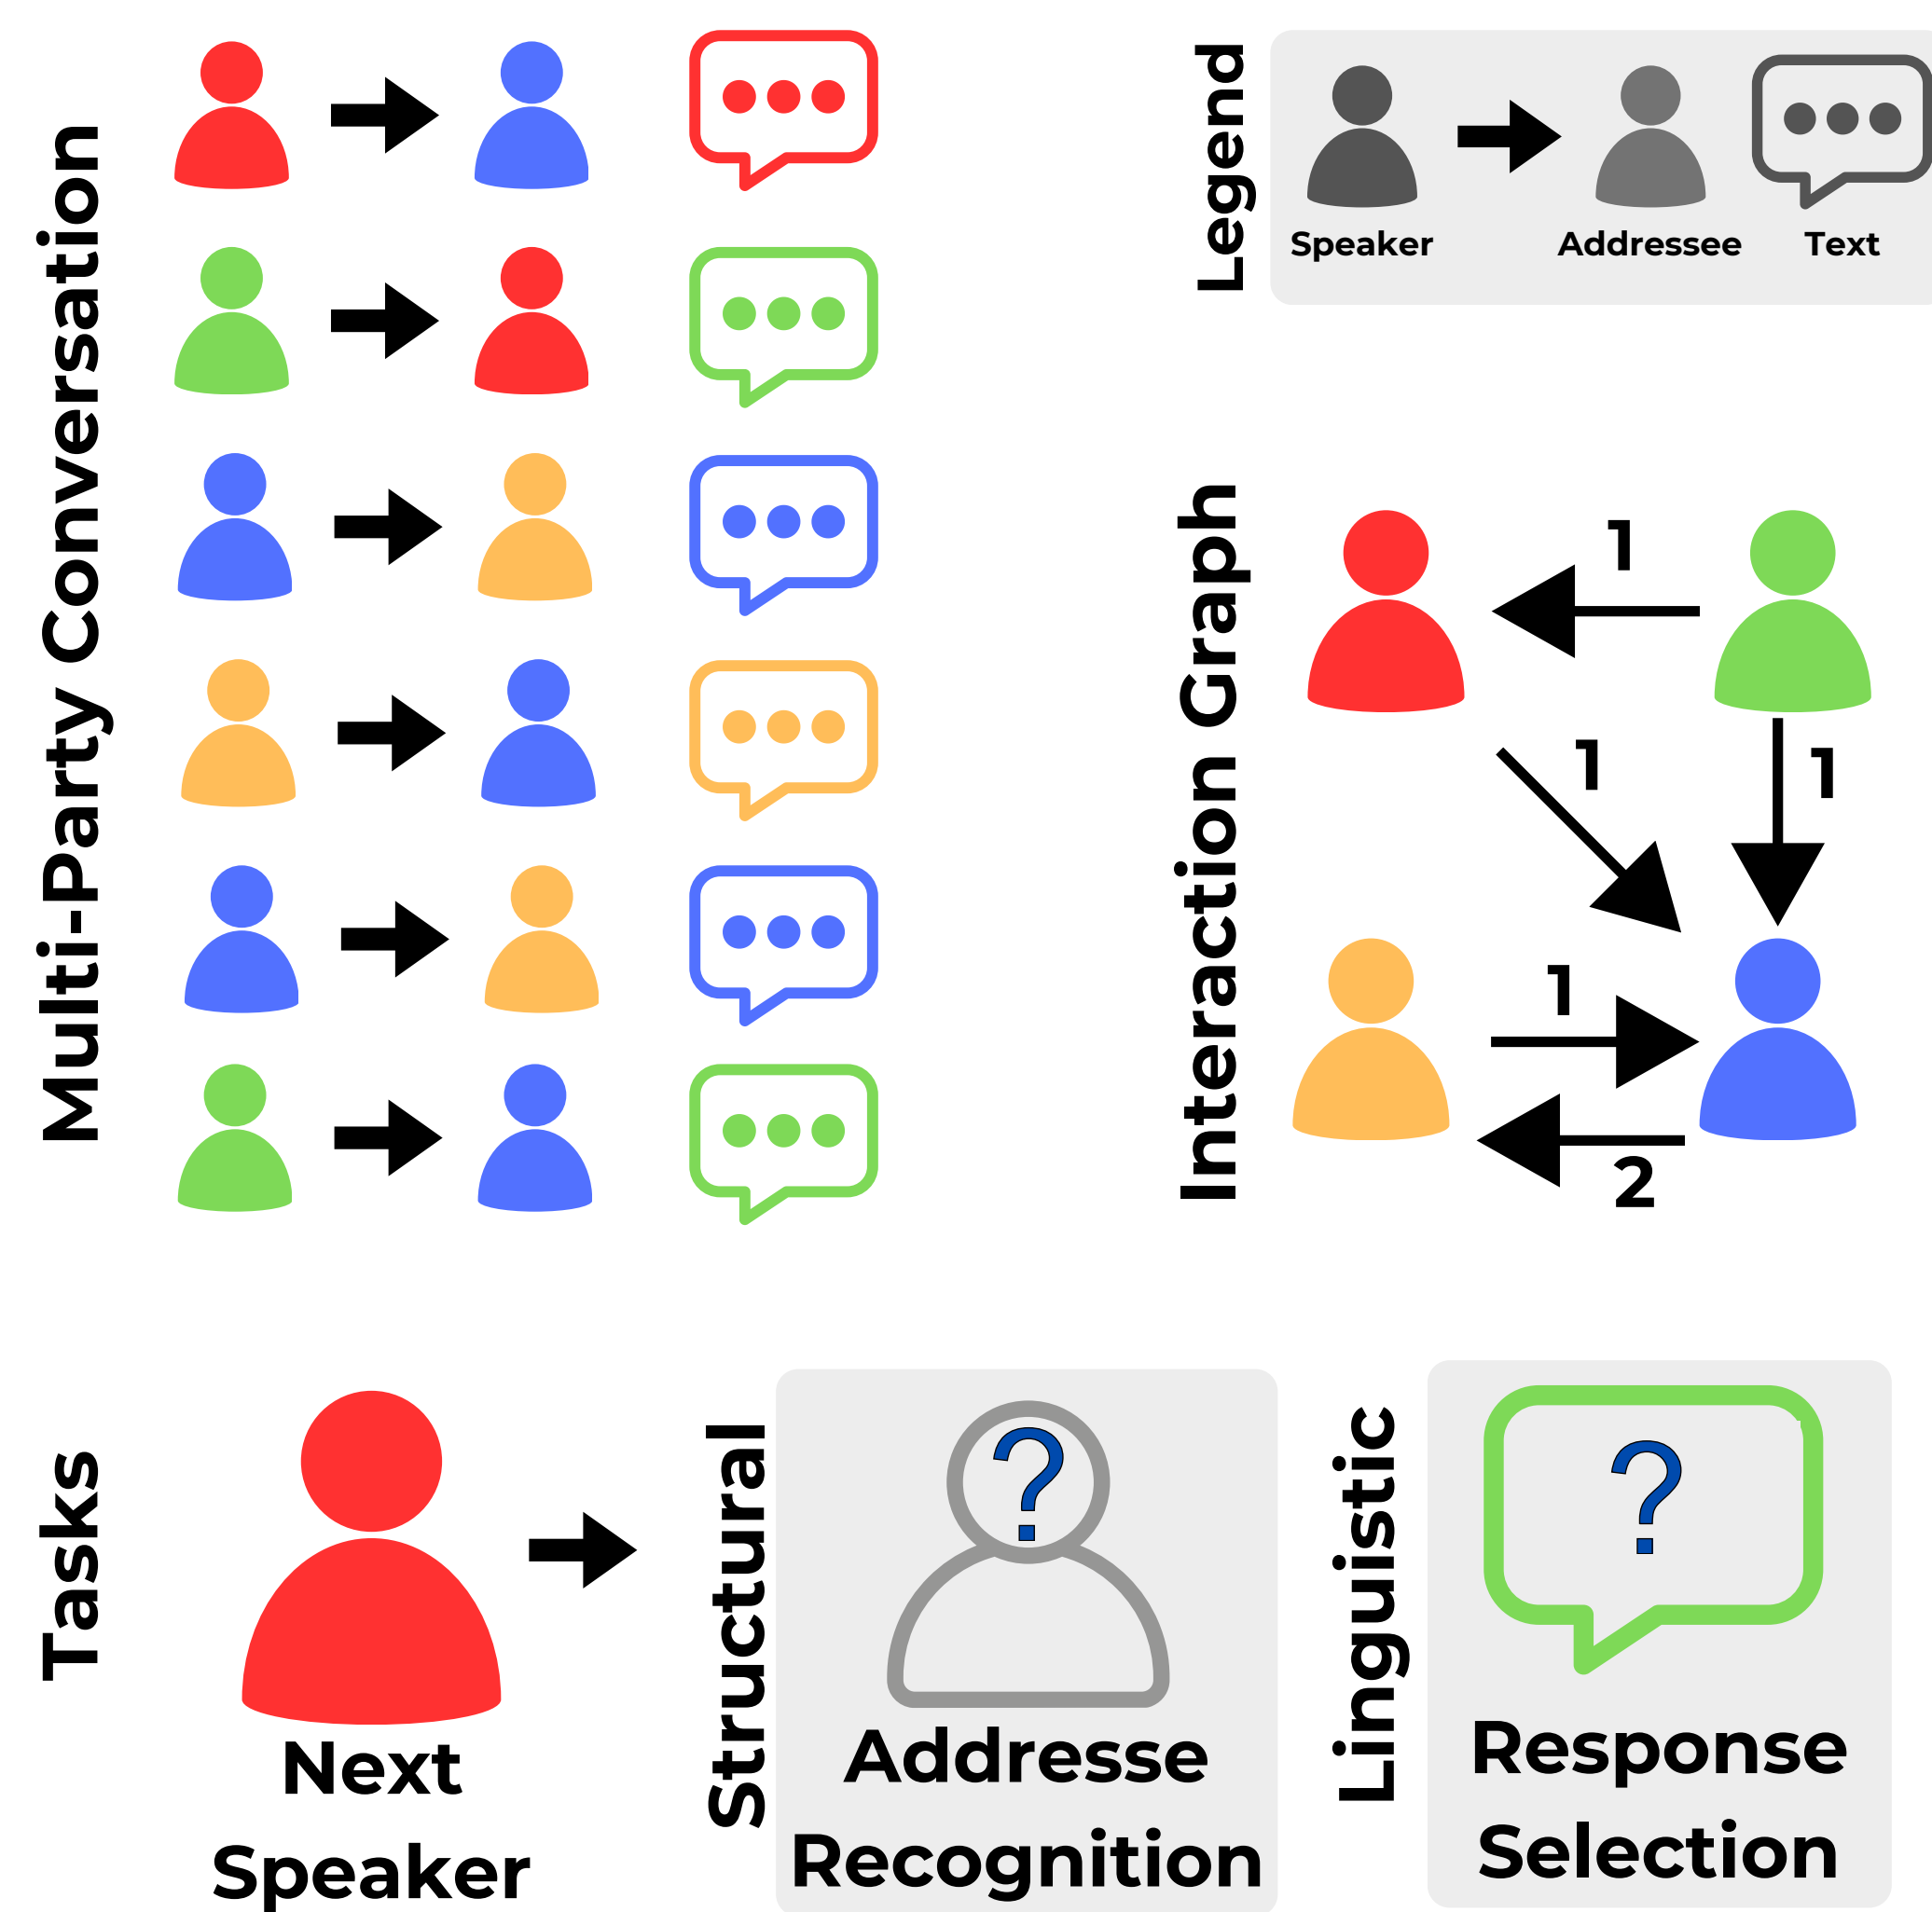 Multi-Party Conversation
Legend
Speaker
Addressee
Text
Interaction Graph
1
1
1
1
2
Tasks
Next
Speaker
Structural
?
Addresse
Recognition
Linguistic
?
Response
Selection